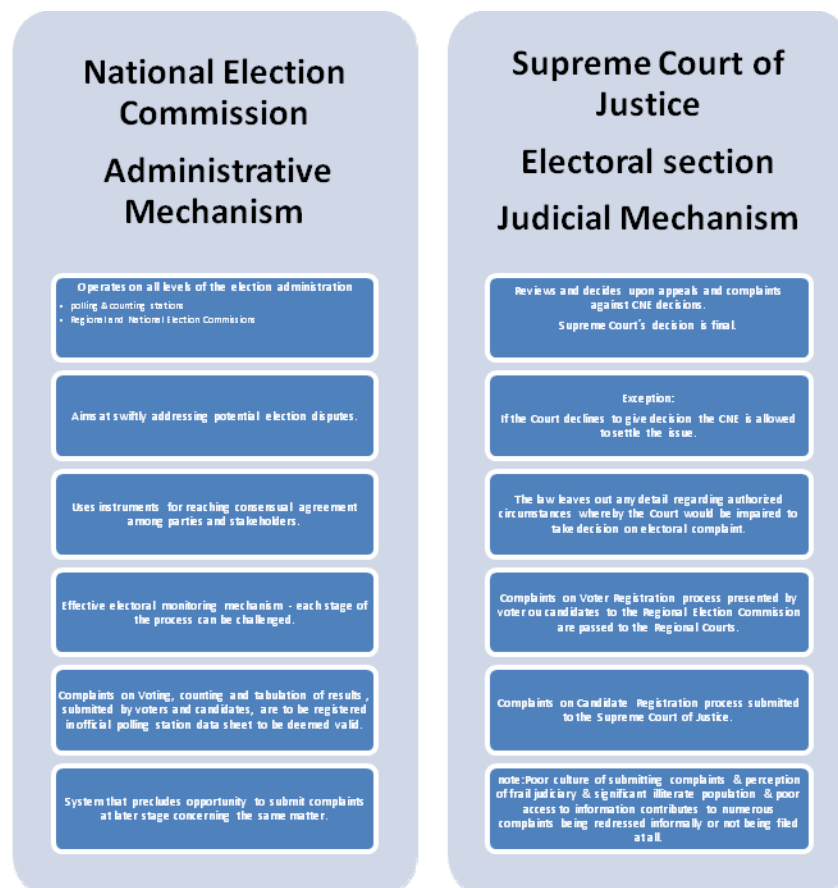 National Election
Commission
Administrative
Mechanism
Operates on all levels of the election administration
• polling & counting stations
• Regional and National Election Commissions
Aims at swiftly addressing potential election disputes.
Uses instruments for reaching consensual agreement
among parties and stakeholders.
Effective electoral monitoring mechanism - each stage of
the process can be challenged.
Complaints on Voting, counting and tabulation of results ,
submitted by voters and candidates, are to be registered
in official polling station data sheet to be deemed valid.
System that precludes opportunity to submit complaints
at later stage concerning the same matter.
Supreme Court of
Justice
Electoral section
Judicial Mechanism
Reviews and decides upon appeals and complaints
against CNE decisions.
Supreme Court's decision is final.
Exception:
If the Court declines to give decision the CNE is allowed
to settle the issue.
The law leaves out any detail regarding authorized
circumstances whereby the Court would be impaired to
take decision on electoral complaint.
Complaints on Voter Registration process presented by
voter ou candidates to the Regional Election Commission
are passed to the Regional Courts.
Complaints on Candidate Registration process submitted
to the Supreme Court of Justice.
note:Poor culture of submitting complaints & perception
of frail judiciary & significant illiterate population & poor
access to information contributes to numerous
complaints being redressed informally or not being filed
at all.